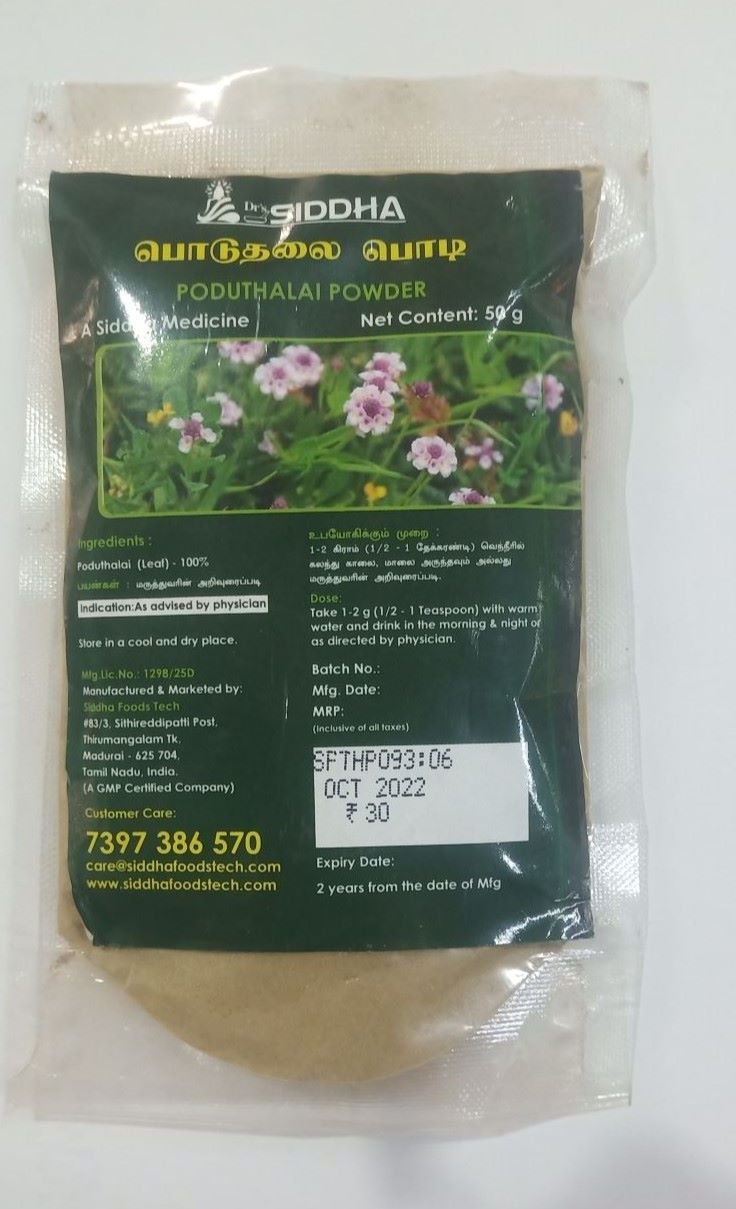 Dr's SIDDHA
பொடுதலை பொடி
PODUTHALAI POWDER
A Siddha Medicine
Net Content: 50 g
Ingredients :
Poduthalai (Leaf) - 100%
பயன்கள் : மருத்துவரின் அறிவுரைப்படி
Indication:As advised by physician
Store in a cool and dry place.
Mfg.Lic.No.: 1298/25D
Manufactured & Marketed by:
Siddha Foods Tech
#83/3, Sithireddipatti Post,
Thirumangalam Tk,
Madurai - 625 704,
Tamil Nadu, India.
(A GMP Certified Company)
Customer Care:
7397 386 570
care@siddhafoodstech.com
www.siddhafoodstech.com
உபயோகிக்கும் முறை :
1-2 கிராம் (1/2 - 1 தேக்கரண்டி) வெந்நீரில்
கலந்து காலை, மாலை அருந்தவும் அல்லது
மருத்துவரின் அறிவுரைப்படி.
Dose:
Take 1-2 g (1/2 - 1 Teaspoon) with warm
water and drink in the morning & night or
as directed by physician.
Batch No.:
Mfg. Date:
MRP:
(Inclusive of all taxes)
SFTHP093:06
OCT 2022
₹ 30
Expiry Date:
2 years from the date of Mfg